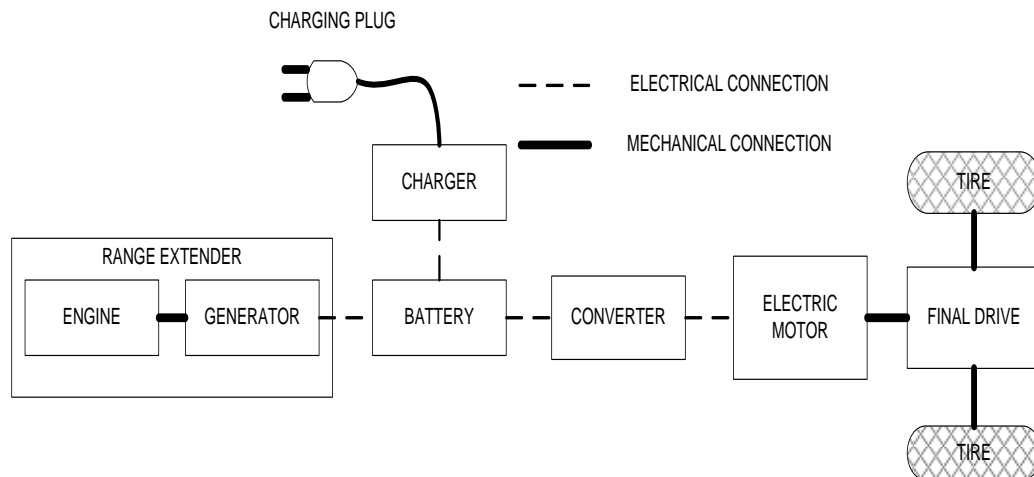 CHARGING PLUG
ELECTRICAL CONNECTION
MECHANICAL CONNECTION
CHARGER
TIRE
RANGE EXTENDER
ENGINE
GENERATOR
BATTERY
CONVERTER
ELECTRIC
MOTOR
FINAL DRIVE
TIRE